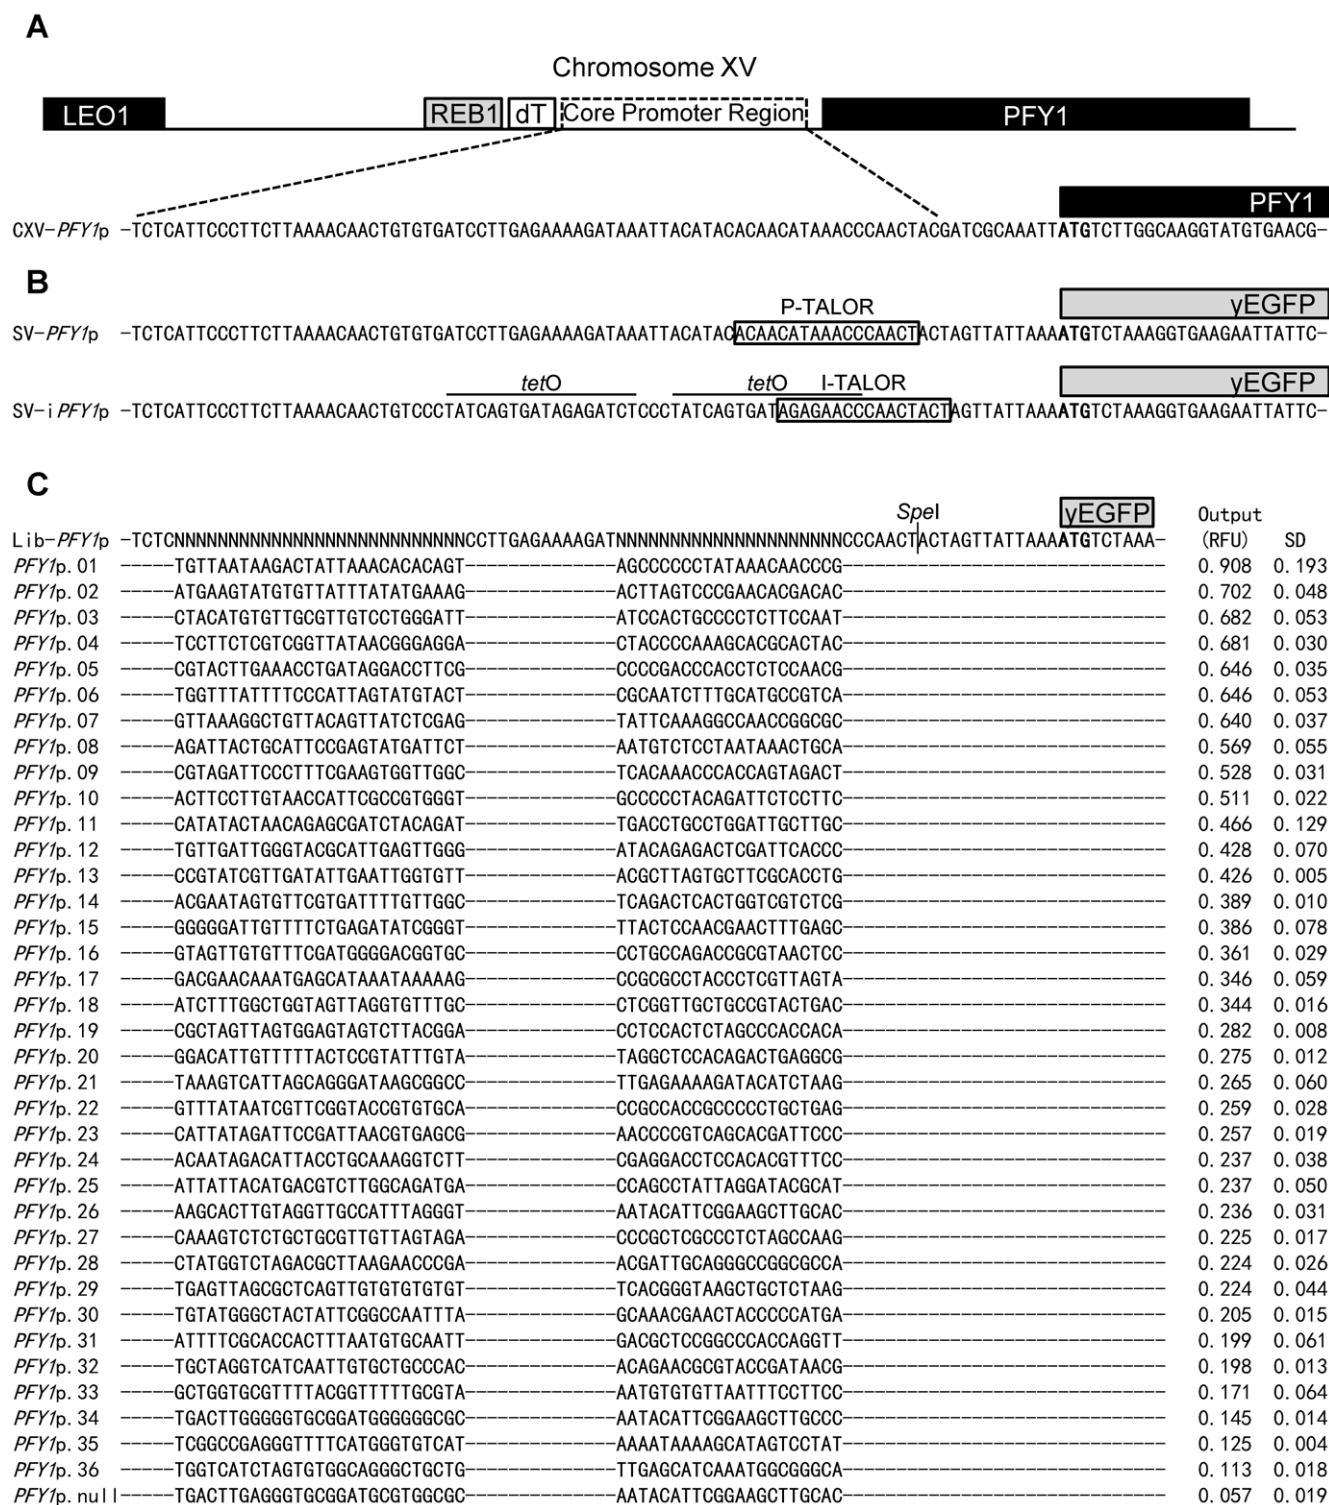 A
Chromosome XV
LEO1 REB1 dT Core Promoter Region PFY1
PFY1
CXV-PFY1p -TCTCATTCCCTTCTTAAAACAACTGTGTGATCCTTGAGAAAAGATAAATTACATACACAACATAAACCCAACTACGATCGCAAATTATGTCTTGGCAAGGTATGTGAACG-
B
P-TALOR yEGFP
SV-PFY1p -TCTCATTCCCTTCTTAAAACAACTGTGTGATCCTTGAGAAAAGATAAATTACATACACAACATAAACCCAACTACTAGTTATTAAAATGTCTAAAGGTGAAGAATTATTC-
tetO tetO I-TALOR yEGFP
SV-iPFY1p -TCTCATTCCCTTCTTAAAACAACTGTCCCTATCAGTGATAGAGATCTCCCTATCAGTGATAGAGAACCCAACTACTAGTTATTAAAATGTCTAAAGGTGAAGAATTATTC-
C
SpeI yEGFP Output
Lib-PFY1p -TCTCNNNNNNNNNNNNNNNNNNNNNNNNNNNCCTTGAGAAAAGATNNNNNNNNNNNNNNNNNNNNNCCCAACTACTAGTTATTAAAATGTCTAAA- (RFU) SD
PFY1p.01 -----TGTTAATAAGACTATTAAACACACAGT--------------AGCCCCCCTATAAACAACCCG------------------------------ 0.908 0.193
PFY1p.02 -----ATGAAGTATGTGTTATTTATATGAAAG--------------ACTTAGTCCCGAACACGACAC------------------------------ 0.702 0.048
PFY1p.03 -----CTACATGTGTTGCGTTGTCCTGGGATT--------------ATCCACTGCCCCTCTTCCAAT------------------------------ 0.682 0.053
PFY1p.04 -----TCCTTCTCGTCGGTTATAACGGGAGGA--------------CTACCCCAAAGCACGCACTAC------------------------------ 0.681 0.030
PFY1p.05 -----CGTACTTGAAACCTGATAGGACCTTCG--------------CCCCGACCCACCTCTCCAACG------------------------------ 0.646 0.035
PFY1p.06 -----TGGTTTATTTTCCCATTAGTATGTACT--------------CGCAATCTTTGCATGCCGTCA------------------------------ 0.646 0.053
PFY1p.07 -----GTTAAAGGCTGTTACAGTTATCTCGAG--------------TATTCAAAGGCCAACCGGCGC------------------------------ 0.640 0.037
PFY1p.08 -----AGATTACTGCATTCCGAGTATGATTCT--------------AATGTCTCCTAATAAACTGCA------------------------------ 0.569 0.055
PFY1p.09 -----CGTAGATTCCCTTTCGAAGTGGTTGGC--------------TCACAAACCCACCAGTAGACT------------------------------ 0.528 0.031
PFY1p.10 -----ACTTCCTTGTAACCATTCGCCGTGGGT--------------GCCCCCTACAGATTCTCCTTC------------------------------ 0.511 0.022
PFY1p.11 -----CATATACTAACAGAGCGATCTACAGAT--------------TGACCTGCCTGGATTGCTTGC------------------------------ 0.466 0.129
PFY1p.12 -----TGTTGATTGGGTACGCATTGAGTTGGG--------------ATACAGAGACTCGATTCACCC------------------------------ 0.428 0.070
PFY1p.13 -----CCGTATCGTTGATATTGAATTGGTGTT--------------ACGCTTAGTGCTTCGCACCTG------------------------------ 0.426 0.005
PFY1p.14 -----ACGAATAGTGTTCGTGATTTTGTTGGC--------------TCAGACTCACTGGTCGTCTCG------------------------------ 0.389 0.010
PFY1p.15 -----GGGGGATTGTTTTCTGAGATATCGGGT--------------TTACTCCAACGAACTTTGAGC------------------------------ 0.386 0.078
PFY1p.16 -----GTAGTTGTGTTTCGATGGGGACGGTGC--------------CCTGCCAGACCGCGTAACTCC------------------------------ 0.361 0.029
PFY1p.17 -----GACGAACAAATGAGCATAAATAAAAAG--------------CCGCGCCTACCCTCGTTAGTA------------------------------ 0.346 0.059
PFY1p.18 -----ATCTTTGGCTGGTAGTTAGGTGTTTGC--------------CTCGGTTGCTGCCGTACTGAC------------------------------ 0.344 0.016
PFY1p.19 -----CGCTAGTTAGTGGAGTAGTCTTACGGA--------------CCTCCACTCTAGCCCACCACA------------------------------ 0.282 0.008
PFY1p.20 -----GGACATTGTTTTTACTCCGTATTTGTA--------------TAGGCTCCACAGACTGAGGCG------------------------------ 0.275 0.012
PFY1p.21 -----TAAAGTCATTAGCAGGGATAAGCGGCC--------------TTGAGAAAAGATACATCTAAG------------------------------ 0.265 0.060
PFY1p.22 -----GTTTATAATCGTTCGGTACCGTGTGCA--------------CCGCCACCGCCCCCTGCTGAG------------------------------ 0.259 0.028
PFY1p.23 -----CATTATAGATTCCGATTAACGTGAGCG--------------AACCCCGTCAGCACGATTCCC------------------------------ 0.257 0.019
PFY1p.24 -----ACAATAGACATTACCTGCAAAGGTCTT--------------CGAGGACCTCCACACGTTTCC------------------------------ 0.237 0.038
PFY1p.25 -----ATTATTACATGACGTCTTGGCAGATGA--------------CCAGCCTATTAGGATACGCAT------------------------------ 0.237 0.050
PFY1p.26 -----AAGCACTTGTAGGTTGCCATTTAGGGT--------------AATACATTCGGAAGCTTGCAC------------------------------ 0.236 0.031
PFY1p.27 -----CAAAGTCTCTGCTGCGTTGTTAGTAGA--------------CCCGCTCGCCCTCTAGCCAAG------------------------------ 0.225 0.017
PFY1p.28 -----CTATGGTCTAGACGCTTAAGAACCCGA--------------ACGATTGCAGGGCCGGCGCCA------------------------------ 0.224 0.026
PFY1p.29 -----TGAGTTAGCGCTCAGTTGTGTGTGTGT--------------TCACGGGTAAGCTGCTCTAAG------------------------------ 0.224 0.044
PFY1p.30 -----TGTATGGGCTACTATTCGGCCAATTTA--------------GCAAACGAACTACCCCCATGA------------------------------ 0.205 0.015
PFY1p.31 -----ATTTTCGCACCACTTTAATGTGCAATT--------------GACGCTCCGGCCCACCAGGTT------------------------------ 0.199 0.061
PFY1p.32 -----TGCTAGGTCATCAATTGTGCTGCCCAC--------------ACAGAACGCGTACCGATAACG------------------------------ 0.198 0.013
PFY1p.33 -----GCTGGTGCGTTTTACGGTTTTTGCGTA--------------AATGTGTGTTAATTTCCTTCC------------------------------ 0.171 0.064
PFY1p.34 -----TGACTTGGGGGTGCGGATGGGGGGCGC--------------AATACATTCGGAAGCTTGCCC------------------------------ 0.145 0.014
PFY1p.35 -----TCGGCCGAGGGTTTTCATGGGTGTCAT--------------AAAATAAAAGCATAGTCCTAT------------------------------ 0.125 0.004
PFY1p.36 -----TGGTCATCTAGTGTGGCAGGGCTGCTG--------------TTGAGCATCAAATGGCGGGCA------------------------------ 0.113 0.018
PFY1p.null-----TGACTTGAGGGTGCGGATGCGTGGCGC--------------AATACATTCGGAAGCTTGCAC------------------------------ 0.057 0.019